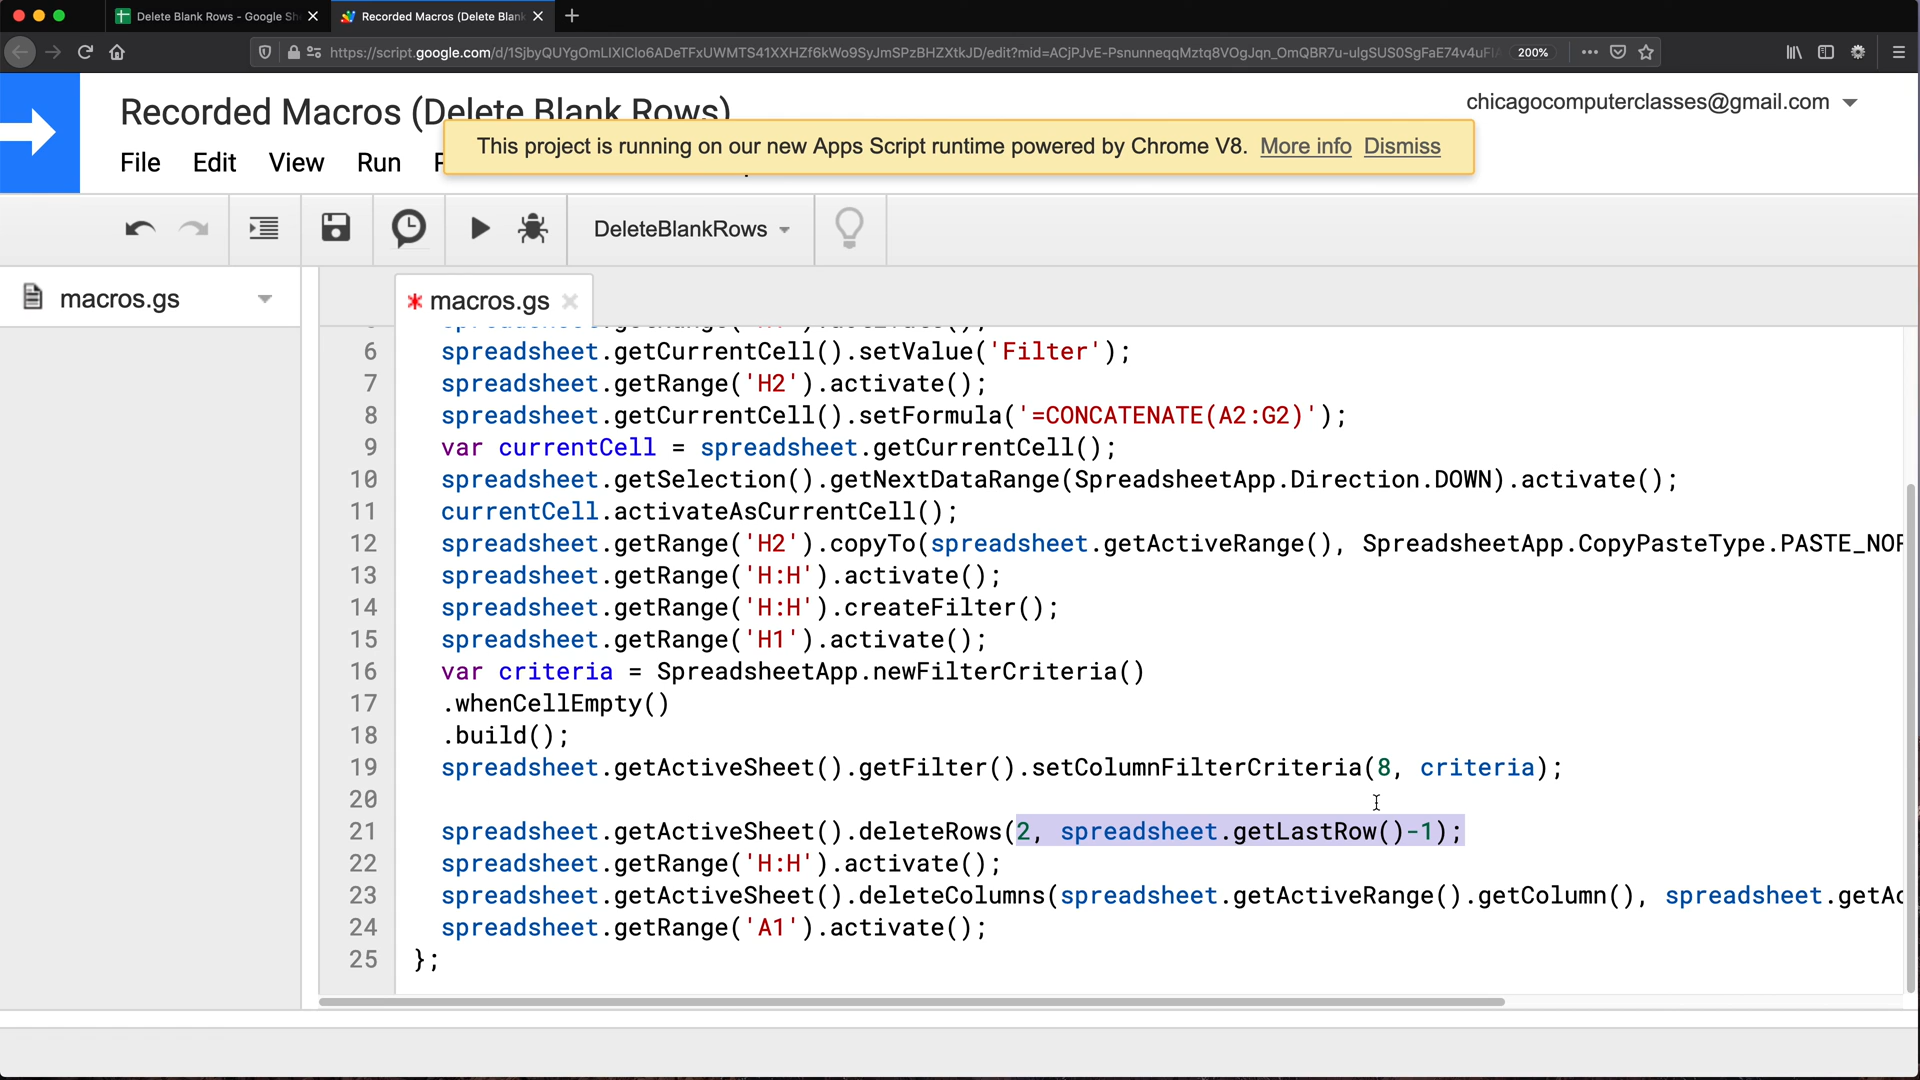 Delete Blank Rows - Google Sh
Recorded Macros (Delete Blank
https://script.google.com/d/1SjbyQUYgOmLIXIClo6ADeTFxUWMTS41XXHZf6kWo9SyJmSPzBHZXtkJD/edit?mid=ACjPJvE-PsnunneqqMztq8VOgJqn_OmQBR7u-ulgSUS0SgFaE74v4uFl
200%
Recorded Macros (Delete Blank Rows)
chicagocomputerclasses@gmail.com
This project is running on our new Apps Script runtime powered by Chrome V8. More info Dismiss
File Edit View Run
DeleteBlankRows
macros.gs
* macros.gs
6 spreadsheet.getCurrentCell().setValue('Filter');
7 spreadsheet.getRange('H2').activate();
8 spreadsheet.getCurrentCell().setFormula('=CONCATENATE(A2:G2)');
9 var currentCell = spreadsheet.getCurrentCell();
10 spreadsheet.getSelection().getNextDataRange(SpreadsheetApp.Direction.DOWN).activate();
11 currentCell.activateAsCurrentCell();
12 spreadsheet.getRange('H2').copyTo(spreadsheet.getActiveRange(), SpreadsheetApp.CopyPasteType.PASTE_NOR
13 spreadsheet.getRange('H:H').activate();
14 spreadsheet.getRange('H:H').createFilter();
15 spreadsheet.getRange('H1').activate();
16 var criteria = SpreadsheetApp.newFilterCriteria()
17 .whenCellEmpty()
18 .build();
19 spreadsheet.getActiveSheet().getFilter().setColumnFilterCriteria(8, criteria);
20
21 spreadsheet.getActiveSheet().deleteRows(2, spreadsheet.getLastRow()-1);
22 spreadsheet.getRange('H:H').activate();
23 spreadsheet.getActiveSheet().deleteColumns(spreadsheet.getActiveRange().getColumn(), spreadsheet.getAc
24 spreadsheet.getRange('A1').activate();
25 };